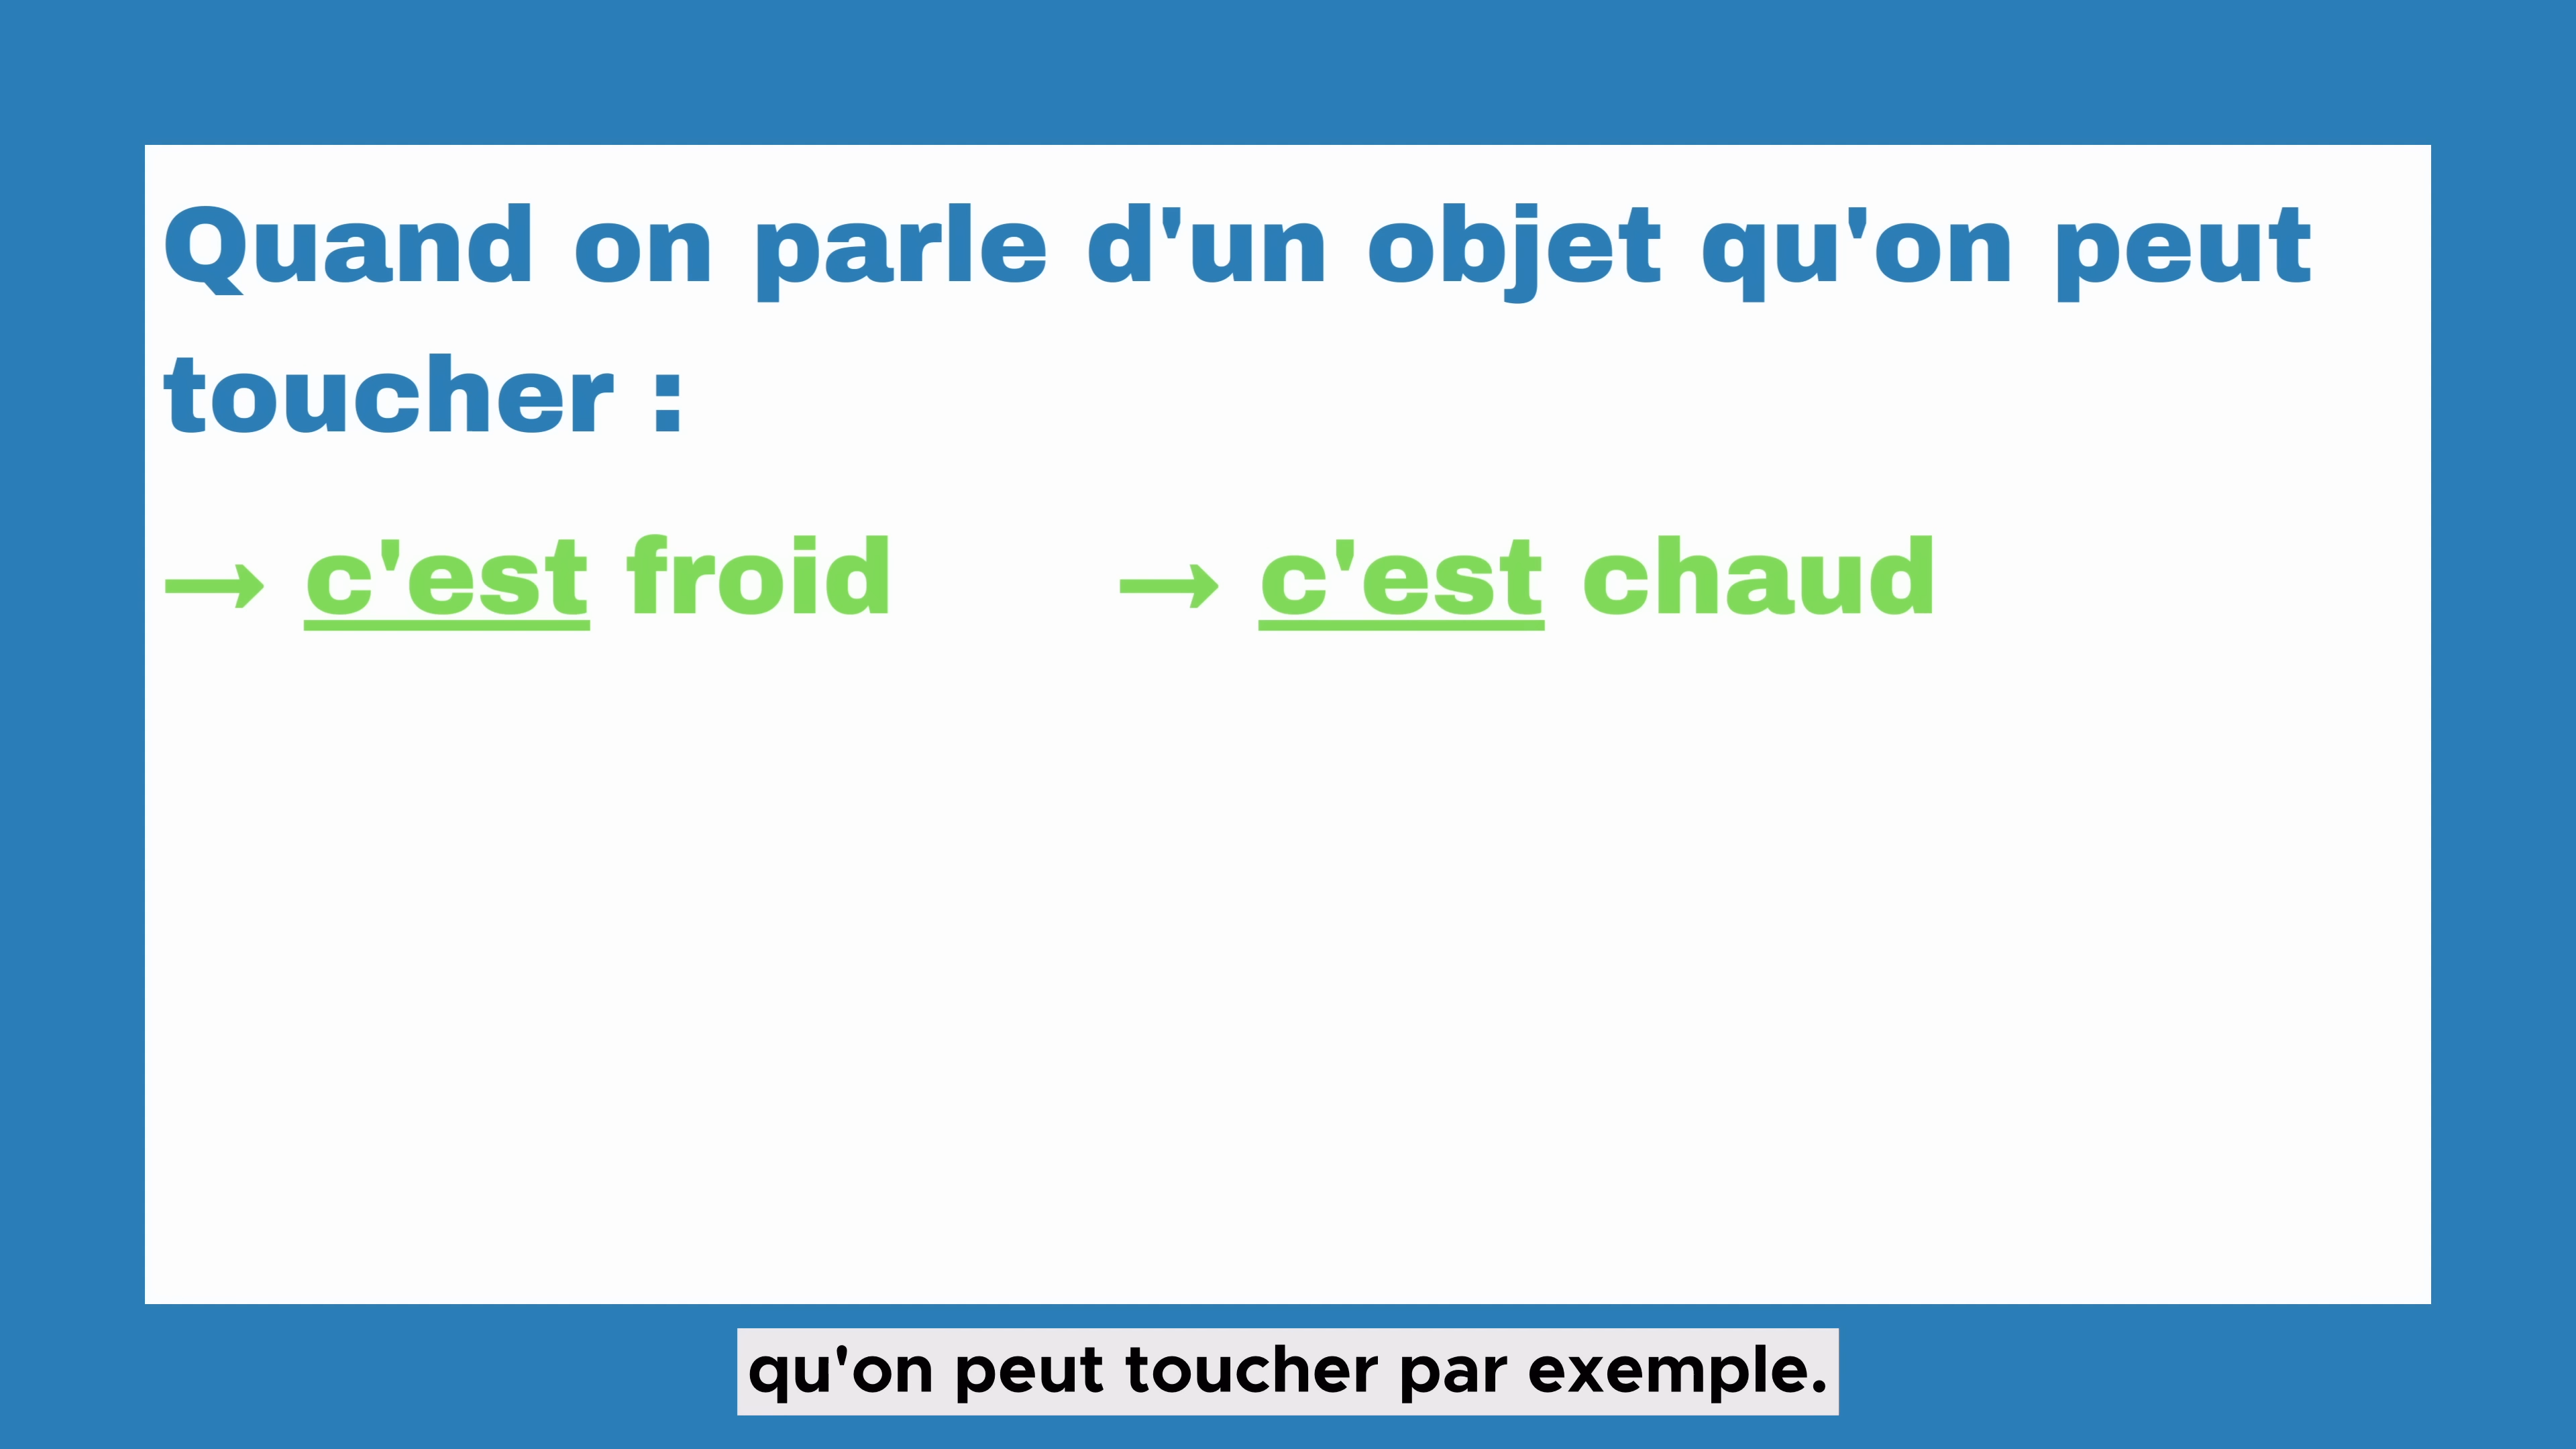 Quand on parle d'un objet qu'on peut
toucher :
→ c'est froid → c'est chaud
qu'on peut toucher par exemple.